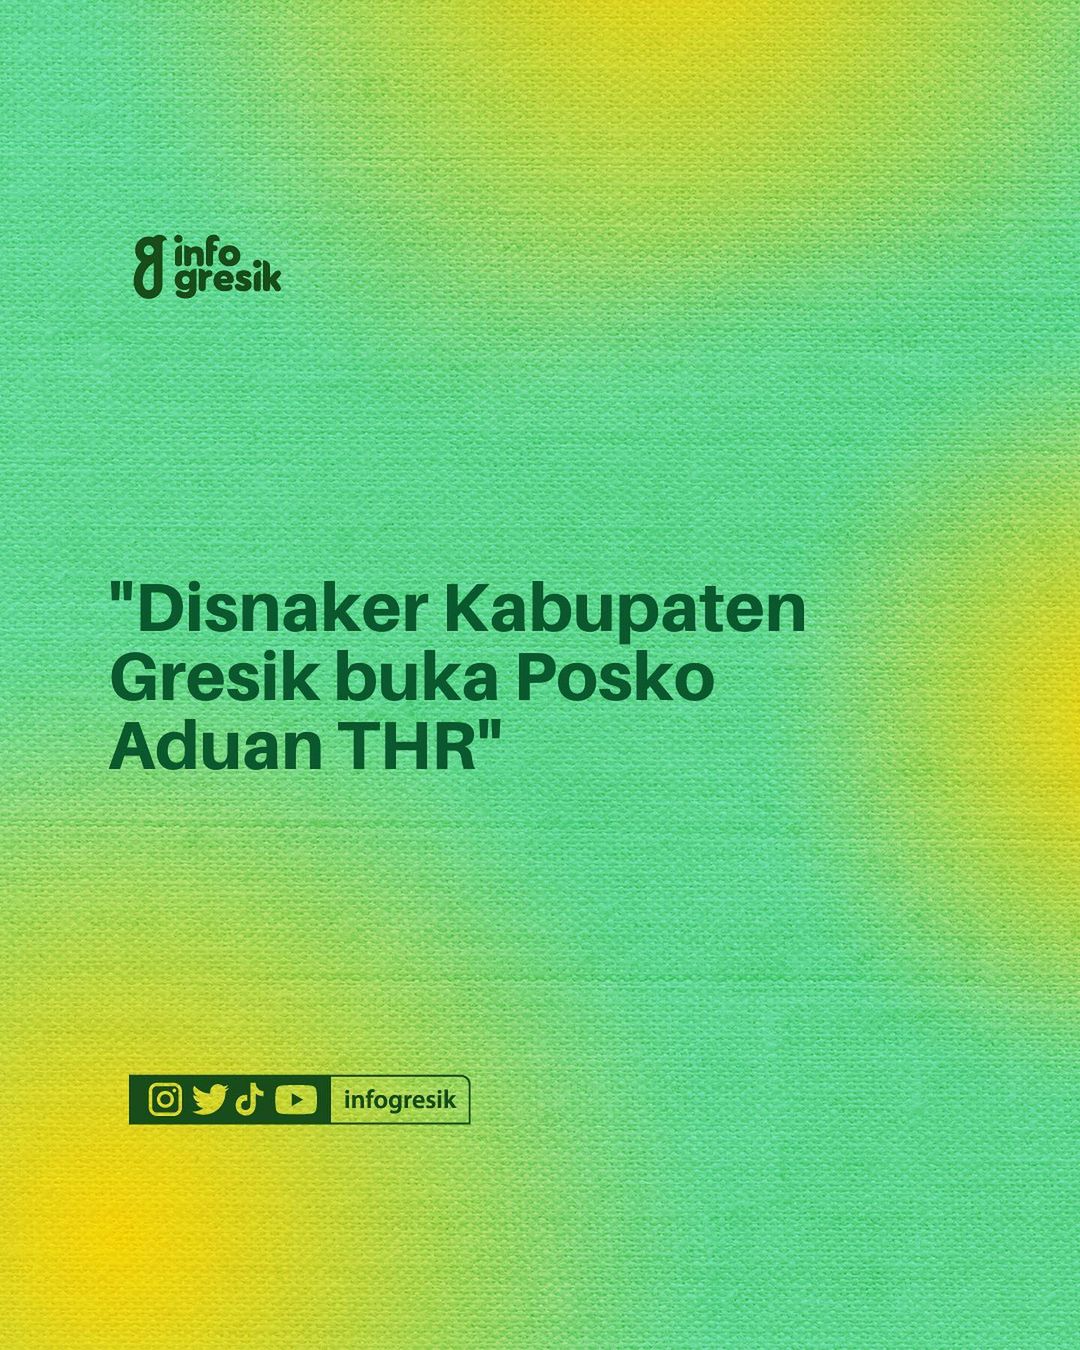 info
gresik
"Disnaker Kabupaten
Gresik buka Posko
Aduan THR"
infogresik